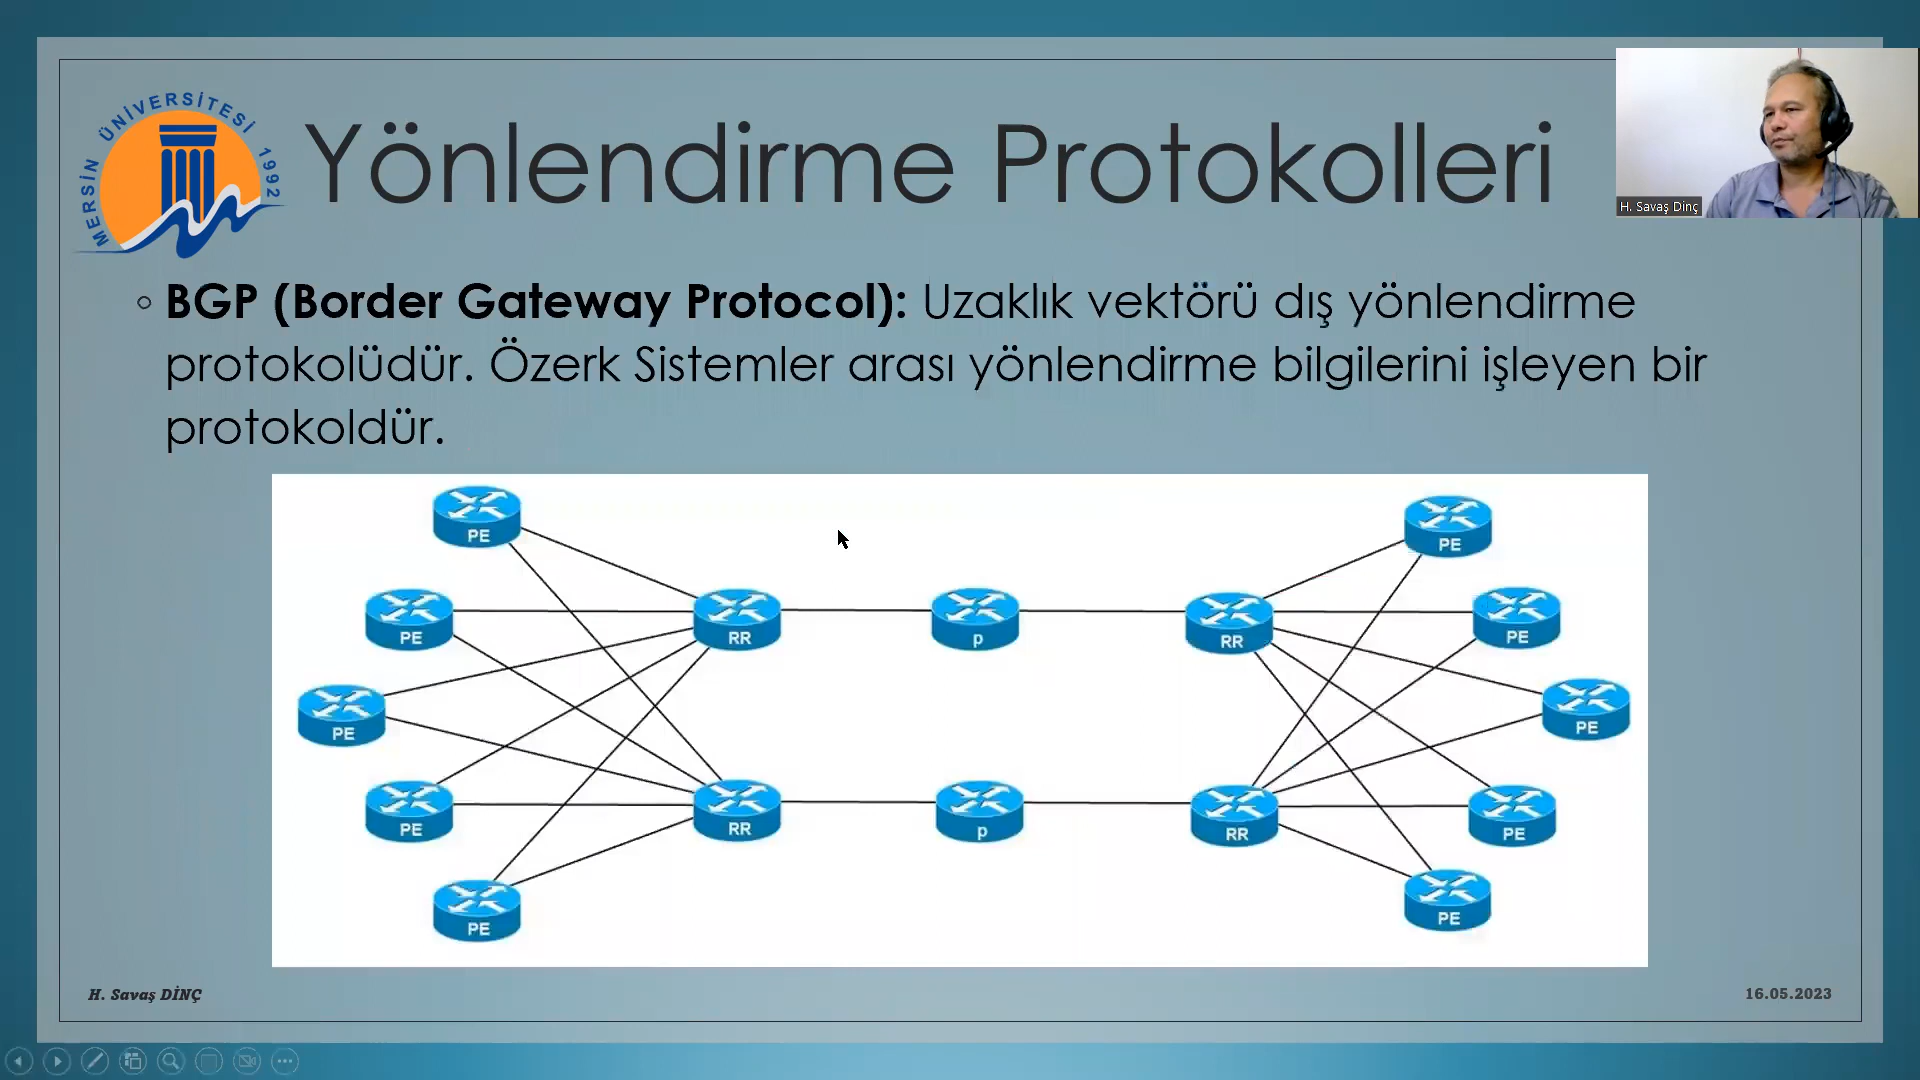 MERSİN ÜNİVERSİTESİ 1992
Yönlendirme Protokolleri
H. Savaş Dinç
BGP (Border Gateway Protocol): Uzaklık vektörü dış yönlendirme
protokolüdür. Özerk Sistemler arası yönlendirme bilgilerini işleyen bir
protokoldür.
PE
PE
PE
RR
p
RR
PE
PE
PE
PE
PE
RR
p
RR
PE
PE
PE
H. Savaş DİNÇ
16.05.2023